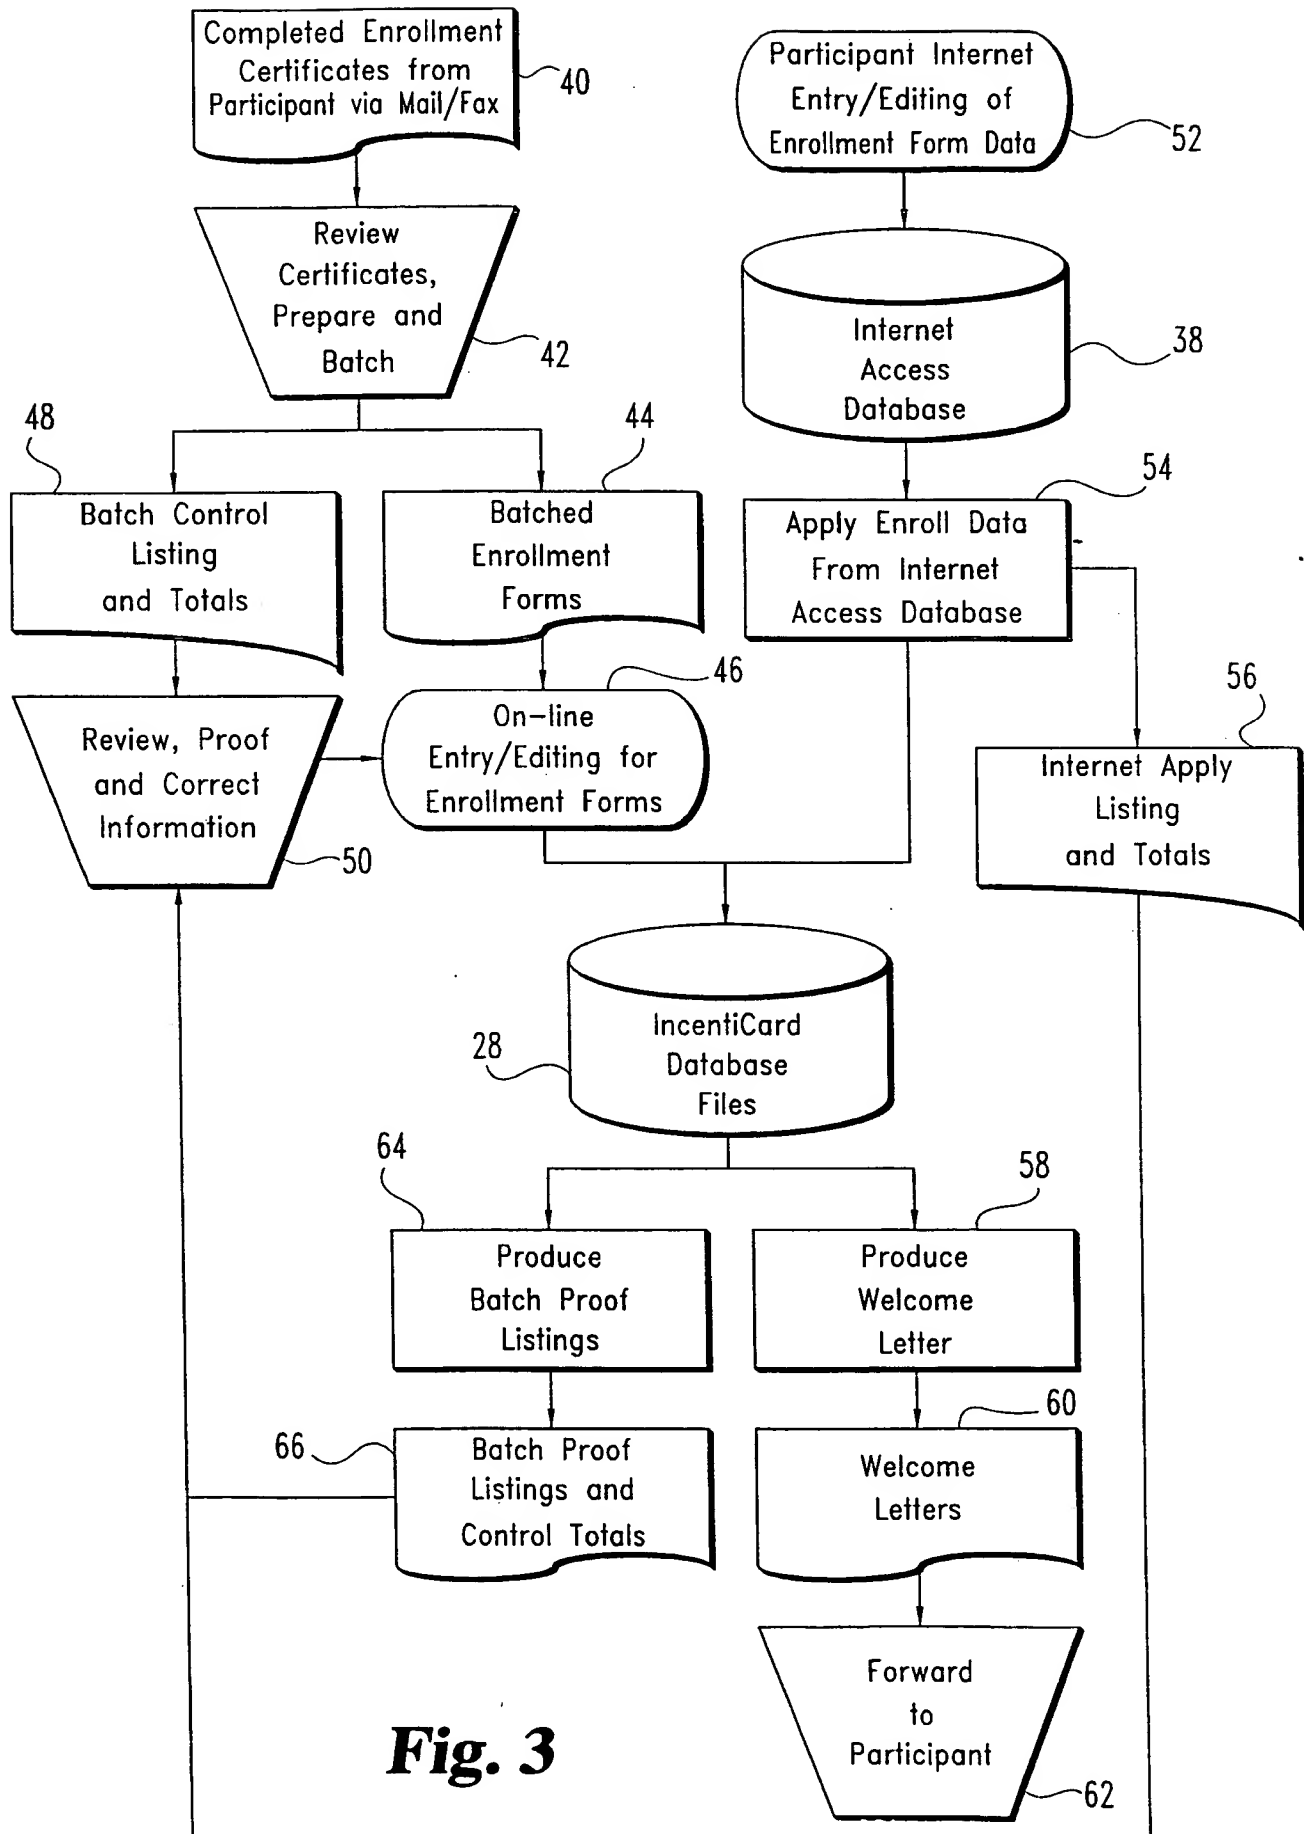 Completed Enrollment
Certificates from
Participant via Mail/Fax
40
Participant Internet
Entry/Editing of
Enrollment Form Data
52
Review
Certificates,
Prepare and
Batch
42
Internet
Access
Database
38
48
Batch Control
Listing
and Totals
44
Batched
Enrollment
Forms
54
Apply Enroll Data
From Internet
Access Database
Review, Proof
and Correct
Information
50
46
On-line
Entry/Editing for
Enrollment Forms
56
Internet Apply
Listing
and Totals
28
IncentiCard
Database
Files
64
Produce
Batch Proof
Listings
58
Produce
Welcome
Letter
66
Batch Proof
Listings and
Control Totals
60
Welcome
Letters
Forward
to
Participant
62
Fig. 3